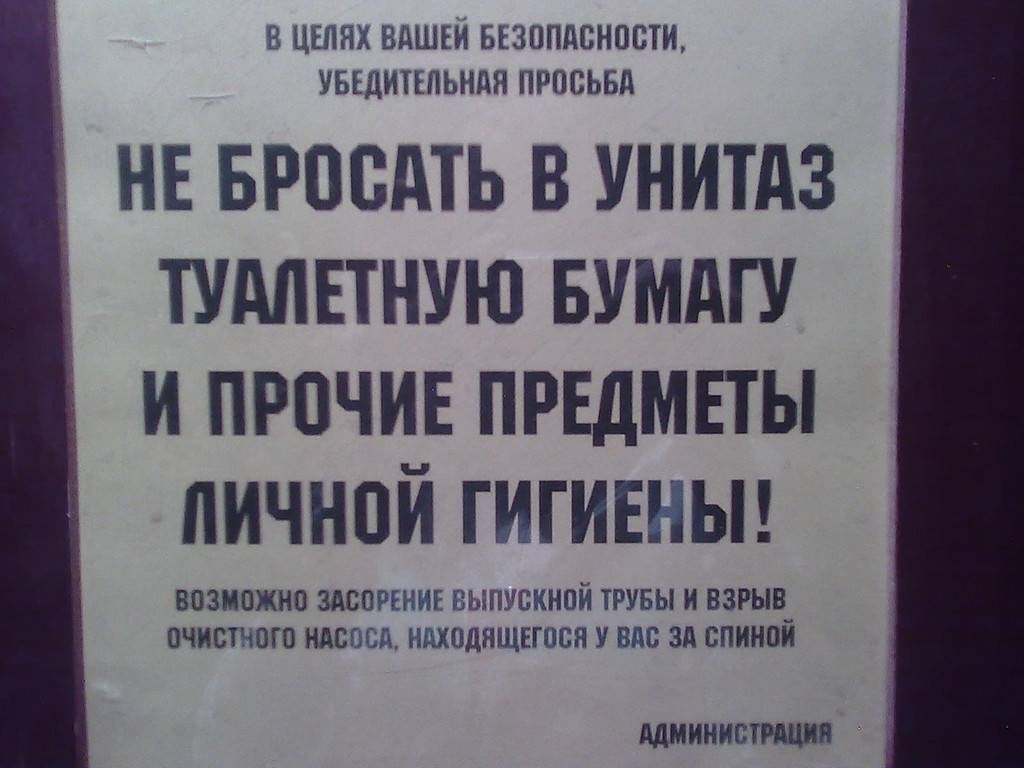 В ЦЕЛЯХ ВАШЕЙ БЕЗОПАСНОСТИ,
УБЕДИТЕЛЬНАЯ ПРОСЬБА
НЕ БРОСАТЬ В УНИТАЗ
ТУАЛЕТНУЮ БУМАГУ
И ПРОЧИЕ ПРЕДМЕТЫ
ЛИЧНОЙ ГИГИЕНЫ!
ВОЗМОЖНО ЗАСОРЕНИЕ ВЫПУСКНОЙ ТРУБЫ И ВЗРЫВ
ОЧИСТНОГО НАСОСА, НАХОДЯЩЕГОСЯ У ВАС ЗА СПИНОЙ
АДМИНИСТРАЦИЯ